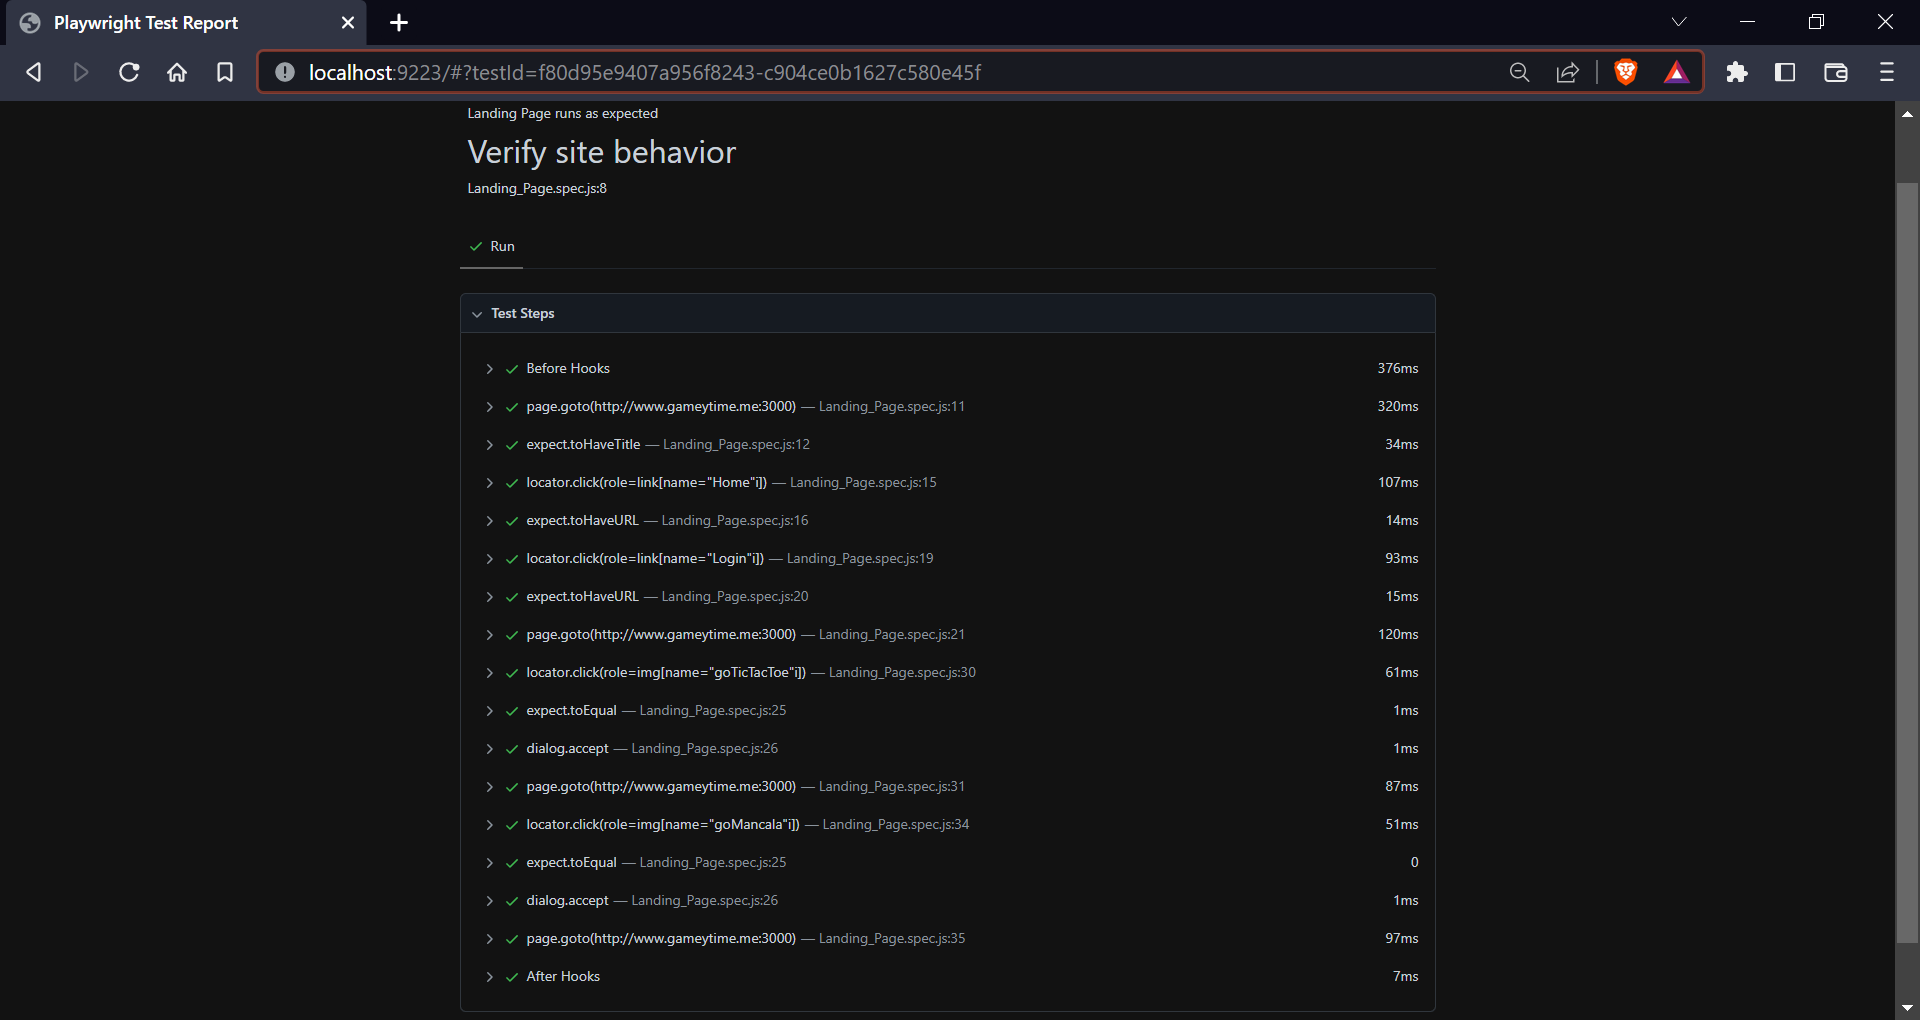 Playwright Test Report
localhost:9223/#?testId=f80d95e9407a956f8243-c904ce0b1627c580e45f
Landing Page runs as expected
Verify site behavior
Landing_Page.spec.js:8
Run
Test Steps
Before Hooks 376ms
page.goto(http://www.gameytime.me:3000) — Landing_Page.spec.js:11 320ms
expect.toHaveTitle — Landing_Page.spec.js:12 34ms
locator.click(role=link[name="Home"i]) — Landing_Page.spec.js:15 107ms
expect.toHaveURL — Landing_Page.spec.js:16 14ms
locator.click(role=link[name="Login"i]) — Landing_Page.spec.js:19 93ms
expect.toHaveURL — Landing_Page.spec.js:20 15ms
page.goto(http://www.gameytime.me:3000) — Landing_Page.spec.js:21 120ms
locator.click(role=img[name="goTicTacToe"i]) — Landing_Page.spec.js:30 61ms
expect.toEqual — Landing_Page.spec.js:25 1ms
dialog.accept — Landing_Page.spec.js:26 1ms
page.goto(http://www.gameytime.me:3000) — Landing_Page.spec.js:31 87ms
locator.click(role=img[name="goMancala"i]) — Landing_Page.spec.js:34 51ms
expect.toEqual — Landing_Page.spec.js:25 0
dialog.accept — Landing_Page.spec.js:26 1ms
page.goto(http://www.gameytime.me:3000) — Landing_Page.spec.js:35 97ms
After Hooks 7ms